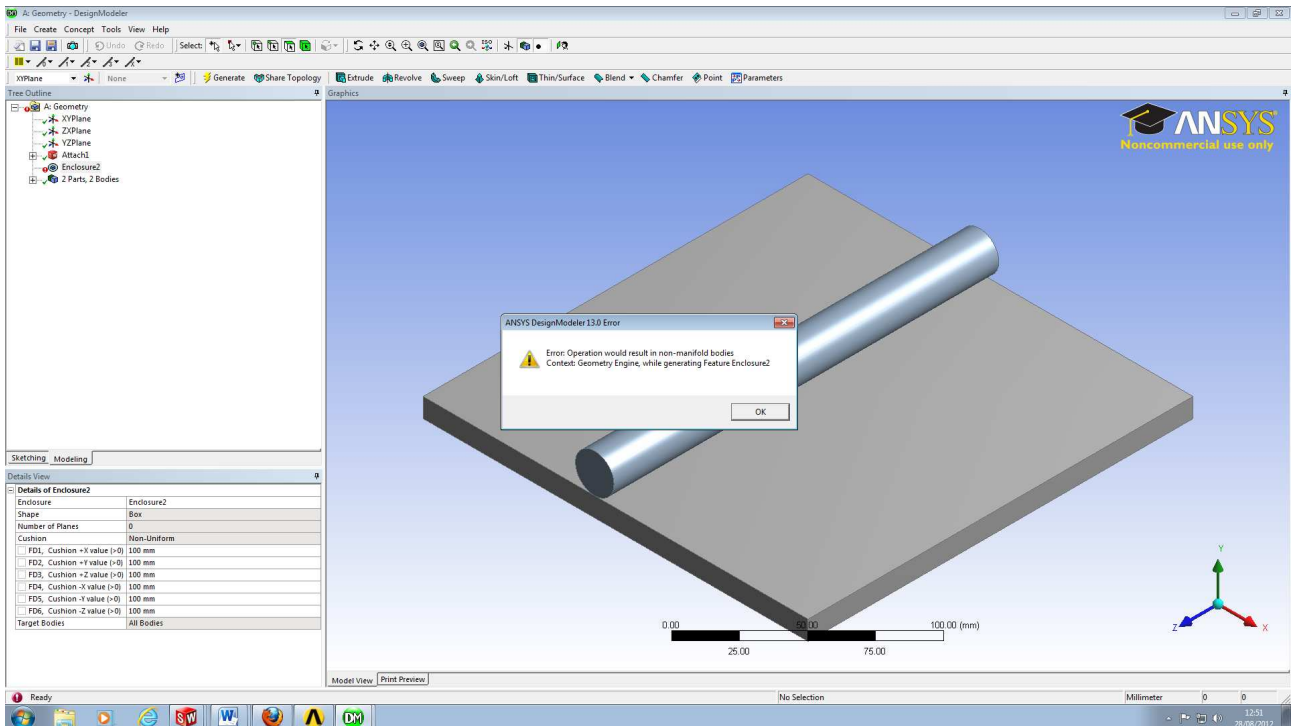 A: Geometry - DesignModeler
File Create Concept Tools View Help
Undo Redo Select:
XYPlane None Generate Share Topology Extrude Revolve Sweep Skin/Loft Thin/Surface Blend Chamfer Point Parameters
Tree Outline
Graphics
A: Geometry
XYPlane
ZXPlane
YZPlane
Attach1
Enclosure2
2 Parts, 2 Bodies
ANSYS
Noncommercial use only
ANSYS DesignModeler 13.0 Error
Error: Operation would result in non-manifold bodies
Context: Geometry Engine, while generating Feature Enclosure2
OK
Sketching Modeling
Details View
Details of Enclosure2
Enclosure Enclosure2
Shape Box
Number of Planes 0
Cushion Non-Uniform
FD1, Cushion +X value (>0) 100 mm
FD2, Cushion +Y value (>0) 100 mm
FD3, Cushion +Z value (>0) 100 mm
FD4, Cushion -X value (>0) 100 mm
FD5, Cushion -Y value (>0) 100 mm
FD6, Cushion -Z value (>0) 100 mm
Target Bodies All Bodies
0.00 50.00 100.00 (mm)
25.00 75.00
Y
Z X
Model View Print Preview
Ready No Selection Millimeter 0 0
SW W DM
12:51
28/08/2012